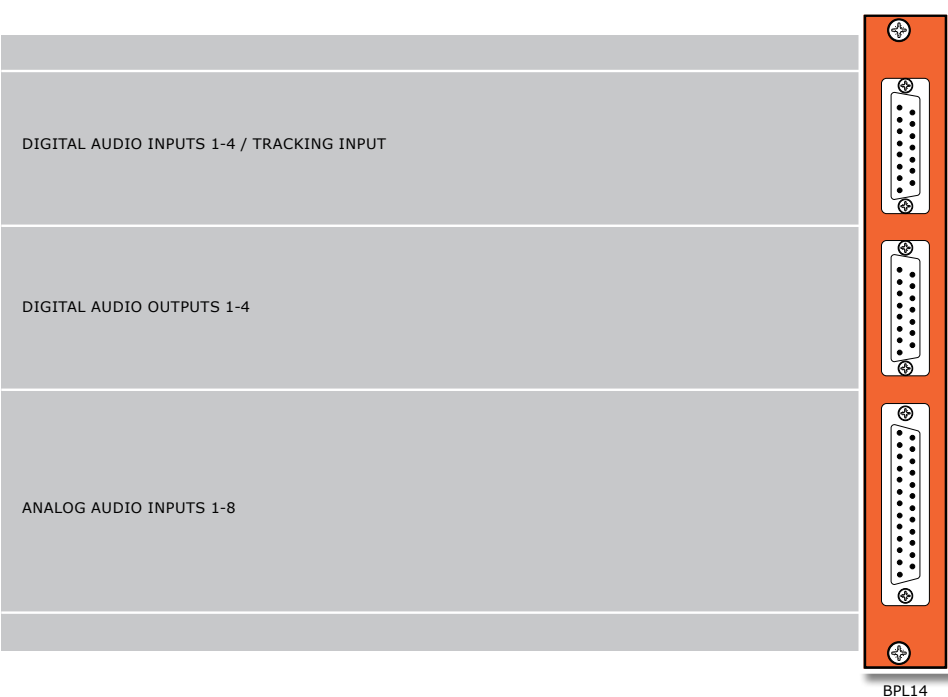 DIGITAL AUDIO INPUTS 1-4 / TRACKING INPUT
DIGITAL AUDIO OUTPUTS 1-4
ANALOG AUDIO INPUTS 1-8
BPL14